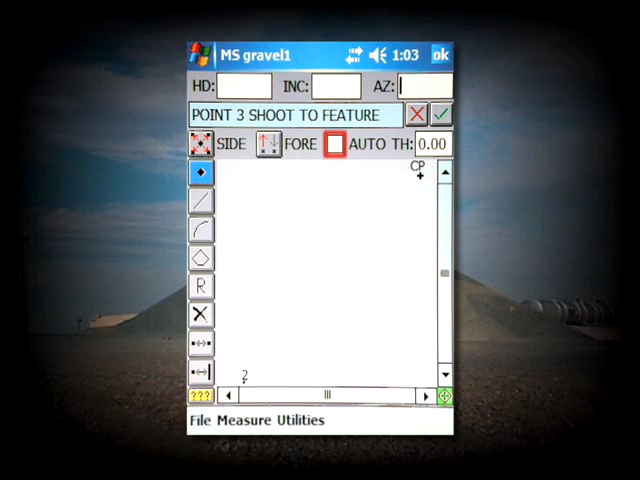 MS gravel1 1:03 ok
HD: INC: AZ:
POINT 3 SHOOT TO FEATURE
SIDE FORE AUTO TH: 0.00
CP
R
2
???
File Measure Utilities